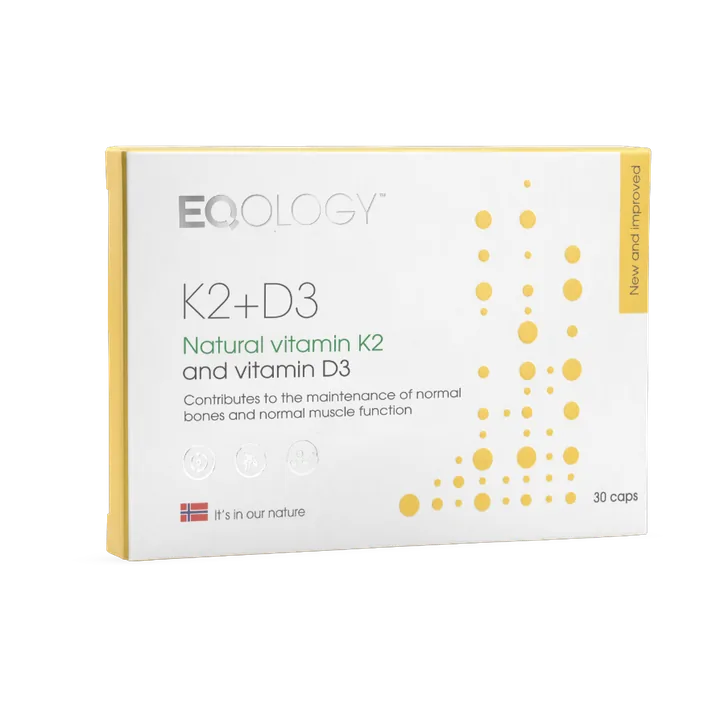 EQOLOGY™
New and improved
K2+D3
Natural vitamin K2
and vitamin D3
Contributes to the maintenance of normal
bones and normal muscle function
It's in our nature
30 caps